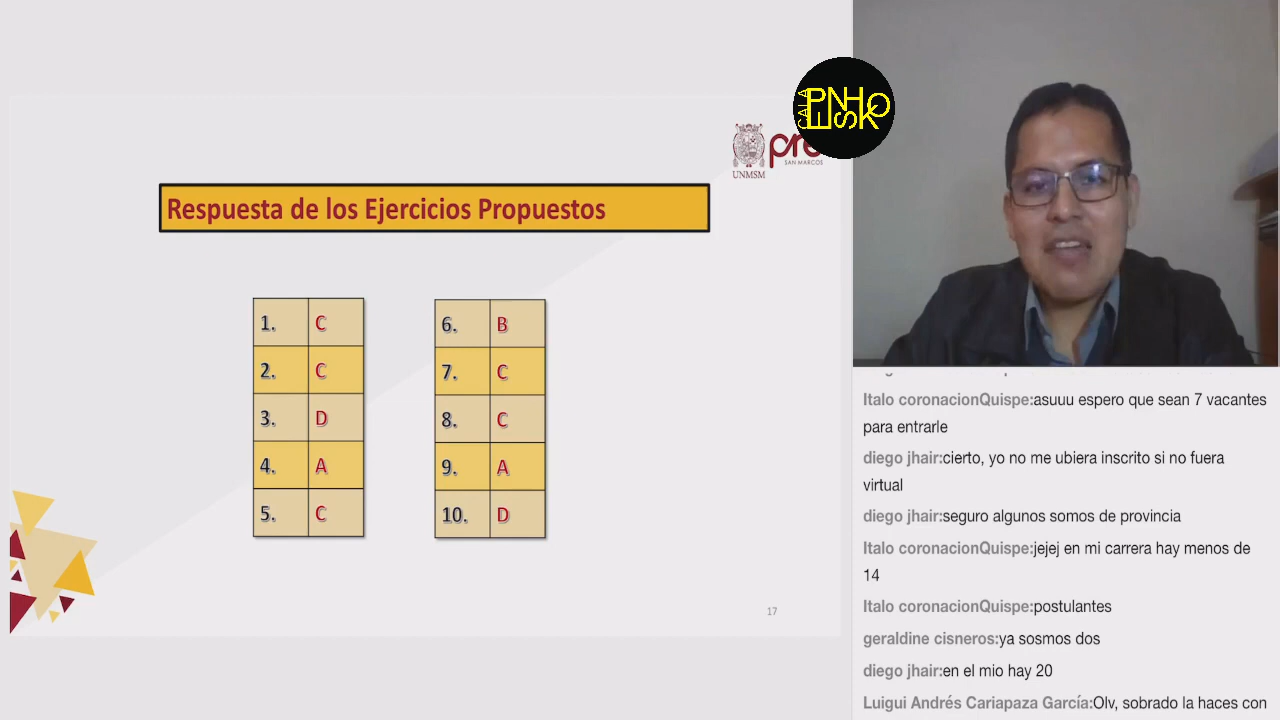 CALA
PENHO
ESK
pre
SAN MARCOS
UNMSM
Respuesta de los Ejercicios Propuestos
1. C
2. C
3. D
4. A
5. C
6. B
7. C
8. C
9. A
10. D
17
Italo coronacionQuispe:asuuu espero que sean 7 vacantes
para entrarle
diego jhair:cierto, yo no me ubiera inscrito si no fuera
virtual
diego jhair:seguro algunos somos de provincia
Italo coronacionQuispe:jejej en mi carrera hay menos de
14
Italo coronacionQuispe:postulantes
geraldine cisneros:ya sosmos dos
diego jhair:en el mio hay 20
Luigui Andrés Cariapaza García:Olv, sobrado la haces con